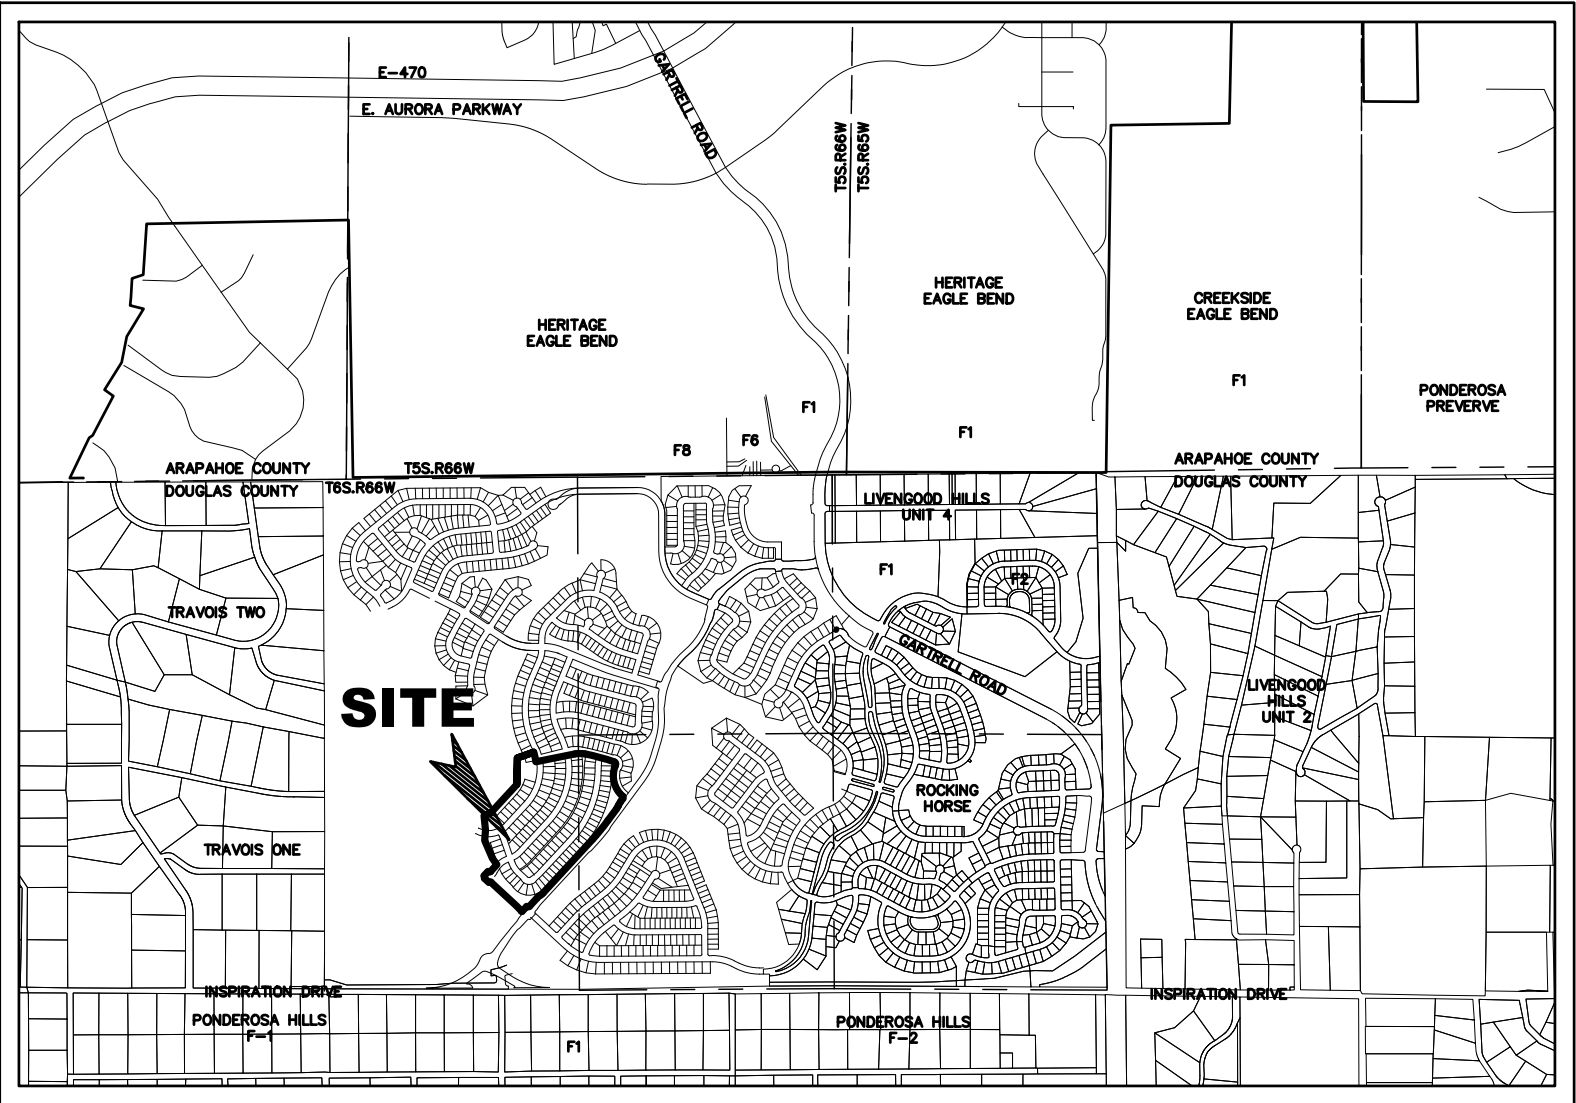 E-470
E. AURORA PARKWAY
GARTRELL ROAD
T5S.R66W
T5S.R65W
HERITAGE
EAGLE BEND
HERITAGE
EAGLE BEND
CREEKSIDE
EAGLE BEND
F1
PONDEROSA
PREVERVE
F1
F1
F6
F8
ARAPAHOE COUNTY
DOUGLAS COUNTY
T5S.R66W
T6S.R66W
ARAPAHOE COUNTY
DOUGLAS COUNTY
LIVENGOOD HILLS
UNIT 4
F1
F2
TRAVOIS TWO
GARTRELL ROAD
SITE
LIVENGOOD
HILLS
UNIT 2
ROCKING
HORSE
TRAVOIS ONE
INSPIRATION DRIVE
INSPIRATION DRIVE
PONDEROSA HILLS
F-1
F1
PONDEROSA HILLS
F-2